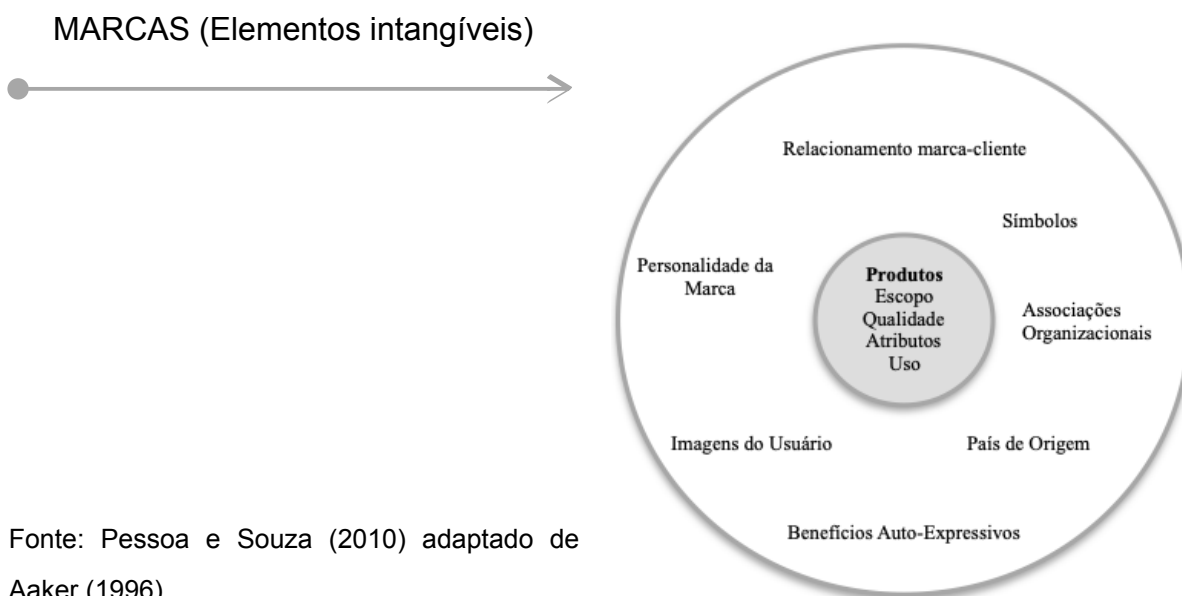 MARCAS (Elementos intangíveis)
Relacionamento marca-cliente
Símbolos
Personalidade da
Marca
Produtos
Escopo
Qualidade
Atributos
Uso
Associações
Organizacionais
Imagens do Usuário
País de Origem
Benefícios Auto-Expressivos
Fonte: Pessoa e Souza (2010) adaptado de
Aaker (1996)